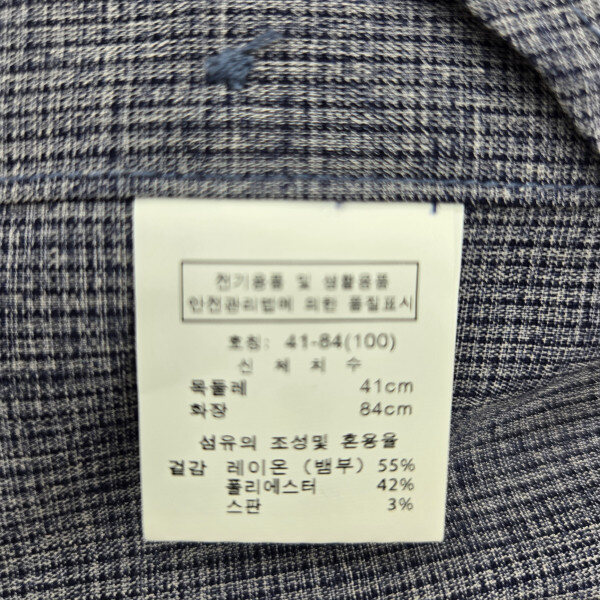 전기용품 및 생활용품
안전관리법에 의한 품질표시
호칭: 41-84(100)
신 체 치 수
목둘레 41cm
화장 84cm
섬유의 조성및 혼용율
겉감 레이온 (뱀부) 55%
폴리에스터 42%
스판 3%